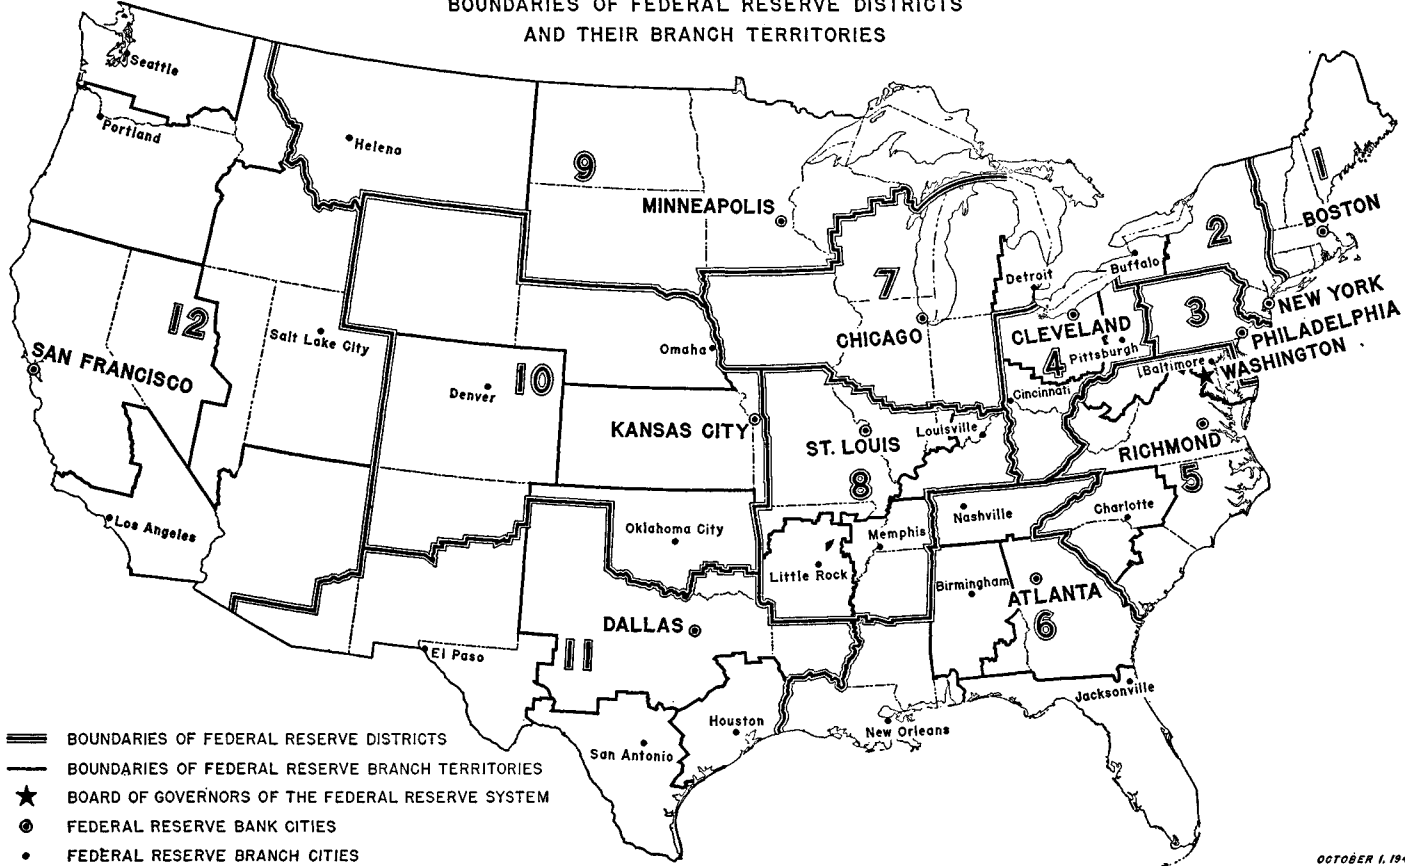 BOUNDARIES OF FEDERAL RESERVE DISTRICTS
AND THEIR BRANCH TERRITORIES
Seattle
Portland
Helena
9
MINNEAPOLIS
1
BOSTON
2
Buffalo
Detroit
7
CHICAGO
CLEVELAND
4
Pittsburgh
3
NEW YORK
PHILADELPHIA
WASHINGTON
Baltimore
12
SAN FRANCISCO
Salt Lake City
Omaha
Denver
10
Cincinnati
KANSAS CITY
ST. LOUIS
Louisville
8
RICHMOND
5
Los Angeles
Oklahoma City
Memphis
Nashville
Charlotte
Little Rock
Birmingham
ATLANTA
6
DALLAS
11
El Paso
Jacksonville
Houston
San Antonio
New Orleans
BOUNDARIES OF FEDERAL RESERVE DISTRICTS
BOUNDARIES OF FEDERAL RESERVE BRANCH TERRITORIES
BOARD OF GOVERNORS OF THE FEDERAL RESERVE SYSTEM
FEDERAL RESERVE BANK CITIES
FEDERAL RESERVE BRANCH CITIES
OCTOBER 1,